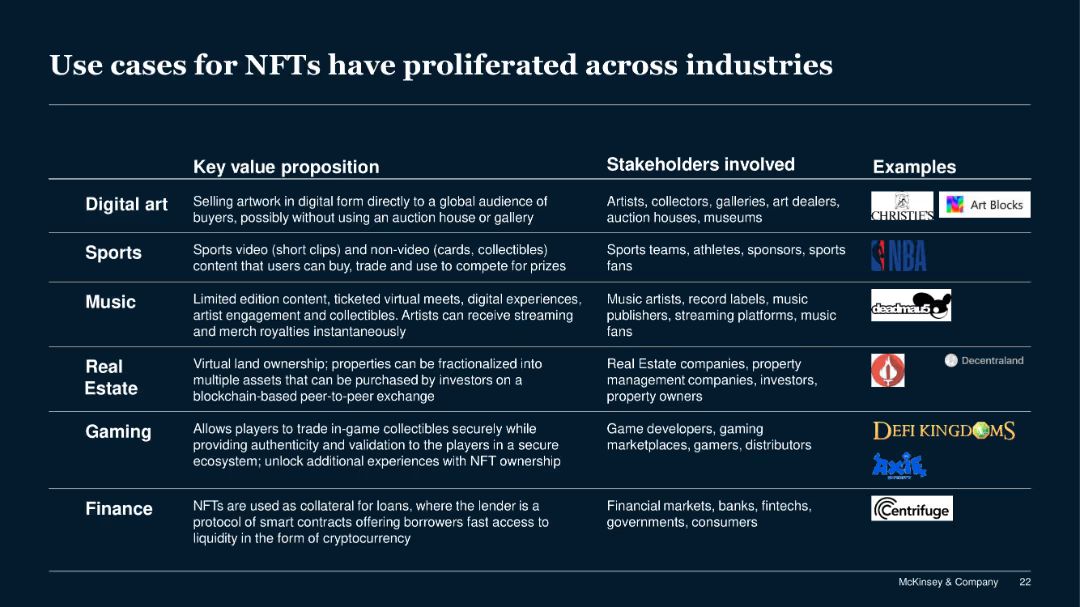 Use cases for NFTs have proliferated across industries
Key value proposition
Stakeholders involved
Examples
Digital art
Selling artwork in digital form directly to a global audience of
buyers, possibly without using an auction house or gallery
Artists, collectors, galleries, art dealers,
auction houses, museums
CHRISTIE'S
Art Blocks
Sports
Sports video (short clips) and non-video (cards, collectibles)
content that users can buy, trade and use to compete for prizes
Sports teams, athletes, sponsors, sports
fans
NBA
Music
Limited edition content, ticketed virtual meets, digital experiences,
artist engagement and collectibles. Artists can receive streaming
and merch royalties instantaneously
Music artists, record labels, music
publishers, streaming platforms, music
fans
deadmau5
Real
Estate
Virtual land ownership; properties can be fractionalized into
multiple assets that can be purchased by investors on a
blockchain-based peer-to-peer exchange
Real Estate companies, property
management companies, investors,
property owners
Decentraland
Gaming
Allows players to trade in-game collectibles securely while
providing authenticity and validation to the players in a secure
ecosystem; unlock additional experiences with NFT ownership
Game developers, gaming
marketplaces, gamers, distributors
DEFI KINGDOMS
AXIE
Finance
NFTs are used as collateral for loans, where the lender is a
protocol of smart contracts offering borrowers fast access to
liquidity in the form of cryptocurrency
Financial markets, banks, fintechs,
governments, consumers
Centrifuge
McKinsey & Company
22